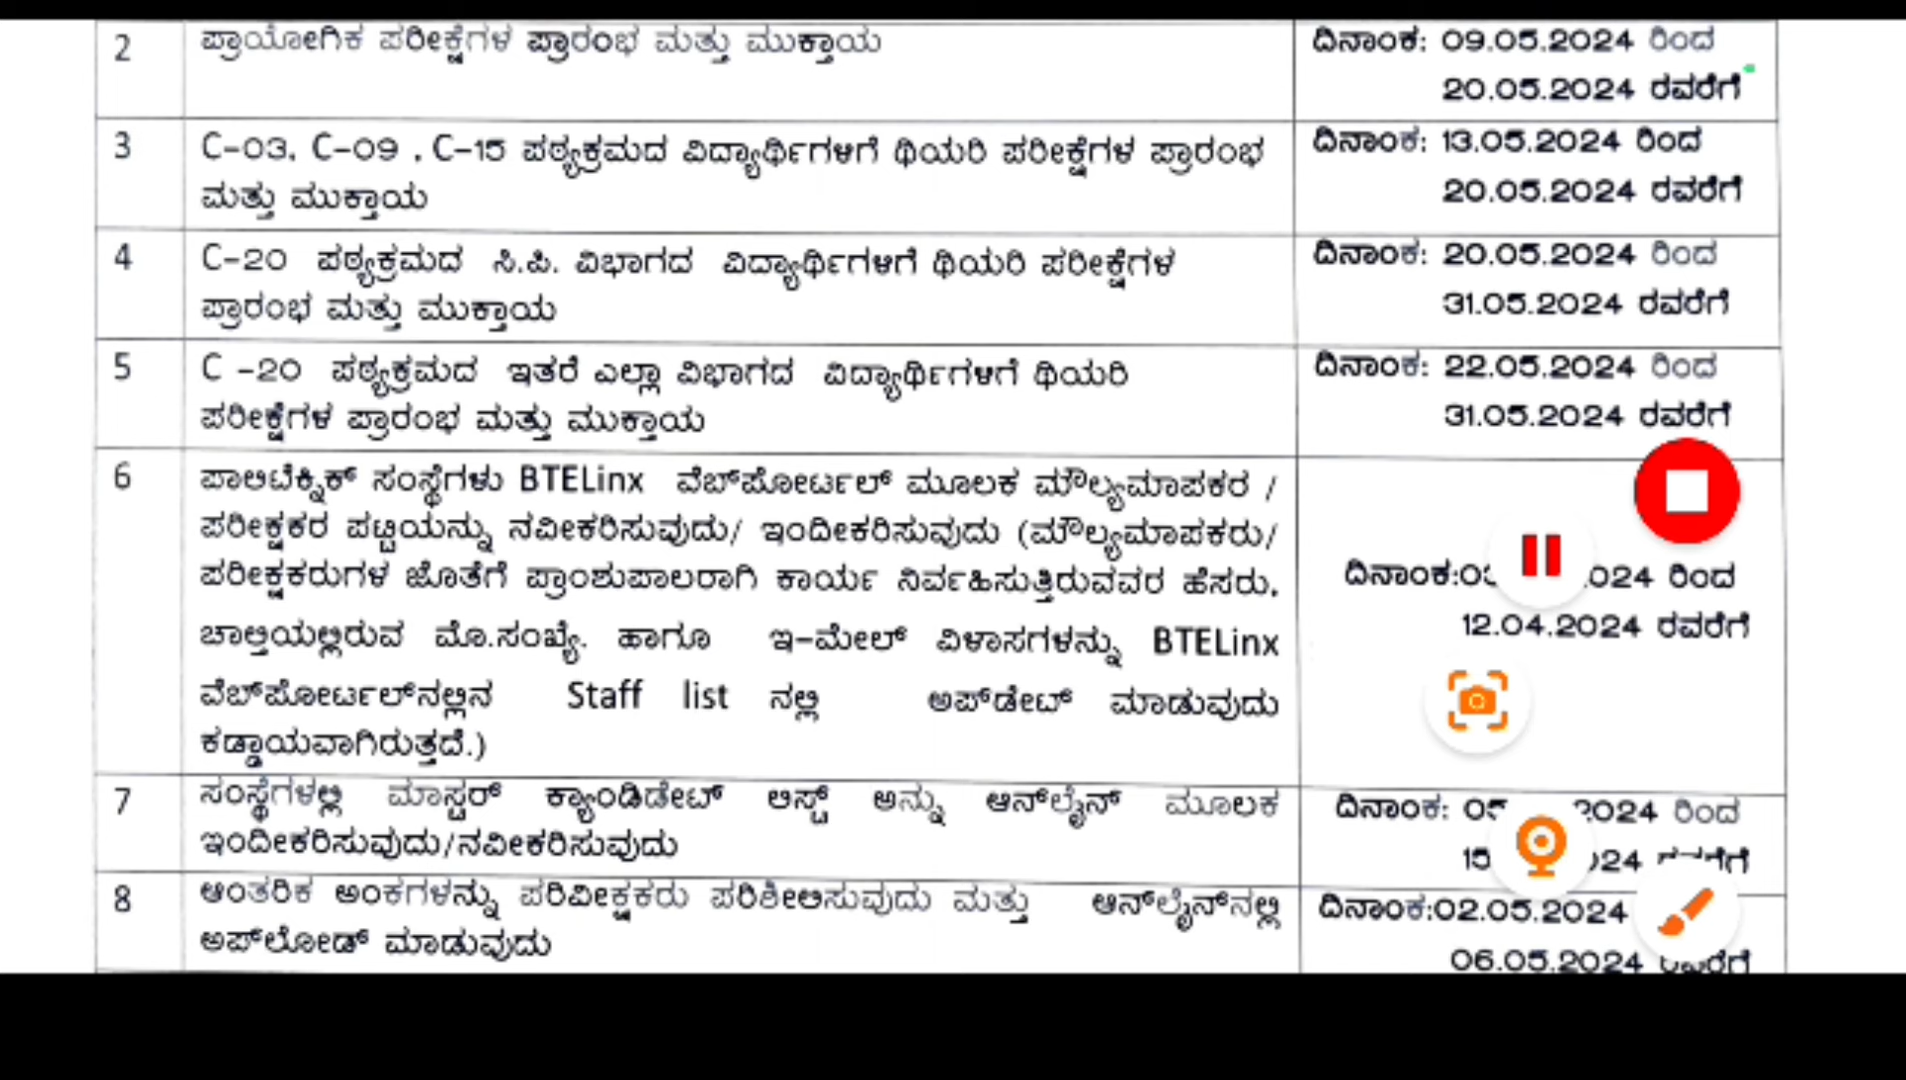 2 ಪ್ರಾಯೋಗಿಕ ಪರೀಕ್ಷೆಗಳ ಪ್ರಾರಂಭ ಮತ್ತು ಮುಕ್ತಾಯ ದಿನಾಂಕ: 09.05.2024 ರಿಂದ
20.05.2024 ರವರೆಗೆ
3 C-03, C-09 , C-15 ಪಠ್ಯಕ್ರಮದ ವಿದ್ಯಾರ್ಥಿಗಳಿಗೆ ಥಿಯರಿ ಪರೀಕ್ಷೆಗಳ ಪ್ರಾರಂಭ ದಿನಾಂಕ: 13.05.2024 ರಿಂದ
ಮತ್ತು ಮುಕ್ತಾಯ 20.05.2024 ರವರೆಗೆ
4 C-20 ಪಠ್ಯಕ್ರಮದ ಸಿ.ಪಿ. ವಿಭಾಗದ ವಿದ್ಯಾರ್ಥಿಗಳಿಗೆ ಥಿಯರಿ ಪರೀಕ್ಷೆಗಳ ದಿನಾಂಕ: 20.05.2024 ರಿಂದ
ಪ್ರಾರಂಭ ಮತ್ತು ಮುಕ್ತಾಯ 31.05.2024 ರವರೆಗೆ
5 C -20 ಪಠ್ಯಕ್ರಮದ ಇತರೆ ಎಲ್ಲಾ ವಿಭಾಗದ ವಿದ್ಯಾರ್ಥಿಗಳಿಗೆ ಥಿಯರಿ ದಿನಾಂಕ: 22.05.2024 ರಿಂದ
ಪರೀಕ್ಷೆಗಳ ಪ್ರಾರಂಭ ಮತ್ತು ಮುಕ್ತಾಯ 31.05.2024 ರವರೆಗೆ
6 ಪಾಲಿಟೆಕ್ನಿಕ್ ಸಂಸ್ಥೆಗಳು BTELinx ವೆಬ್‌ಪೋರ್ಟಲ್ ಮೂಲಕ ಮೌಲ್ಯಮಾಪಕರ /
ಪರೀಕ್ಷಕರ ಪಟ್ಟಿಯನ್ನು ನವೀಕರಿಸುವುದು/ ಇಂದೀಕರಿಸುವುದು (ಮೌಲ್ಯಮಾಪಕರು/
ಪರೀಕ್ಷಕರುಗಳ ಜೊತೆಗೆ ಪ್ರಾಂಶುಪಾಲರಾಗಿ ಕಾರ್ಯ ನಿರ್ವಹಿಸುತ್ತಿರುವವರ ಹೆಸರು, ದಿನಾಂಕ: 024 ರಿಂದ
ಚಾಲ್ತಿಯಲ್ಲಿರುವ ಮೊ.ಸಂಖ್ಯೆ. ಹಾಗೂ ಇ-ಮೇಲ್ ವಿಳಾಸಗಳನ್ನು BTELinx 12.04.2024 ರವರೆಗೆ
ವೆಬ್‌ಪೋರ್ಟಲ್‌ನಲ್ಲಿನ Staff list ನಲ್ಲಿ ಅಪ್‌ಡೇಟ್ ಮಾಡುವುದು
ಕಡ್ಡಾಯವಾಗಿರುತ್ತದೆ.)
7 ಸಂಸ್ಥೆಗಳಲ್ಲಿ ಮಾಸ್ಟರ್ ಕ್ಯಾಂಡಿಡೇಟ್ ಲಿಸ್ಟ್ ಅನ್ನು ಆನ್‌ಲೈನ್ ಮೂಲಕ ದಿನಾಂಕ: 05 2024 ರಿಂದ
ಇಂದೀಕರಿಸುವುದು/ನವೀಕರಿಸುವುದು 15 024
8 ಆಂತರಿಕ ಅಂಕಗಳನ್ನು ಪರಿವೀಕ್ಷಕರು ಪರಿಶೀಲಿಸುವುದು ಮತ್ತು ಆನ್‌ಲೈನ್‌ನಲ್ಲಿ ದಿನಾಂಕ:02.05.2024
ಅಪ್‌ಲೋಡ್ ಮಾಡುವುದು 06.05.2024 ರವರೆಗೆ